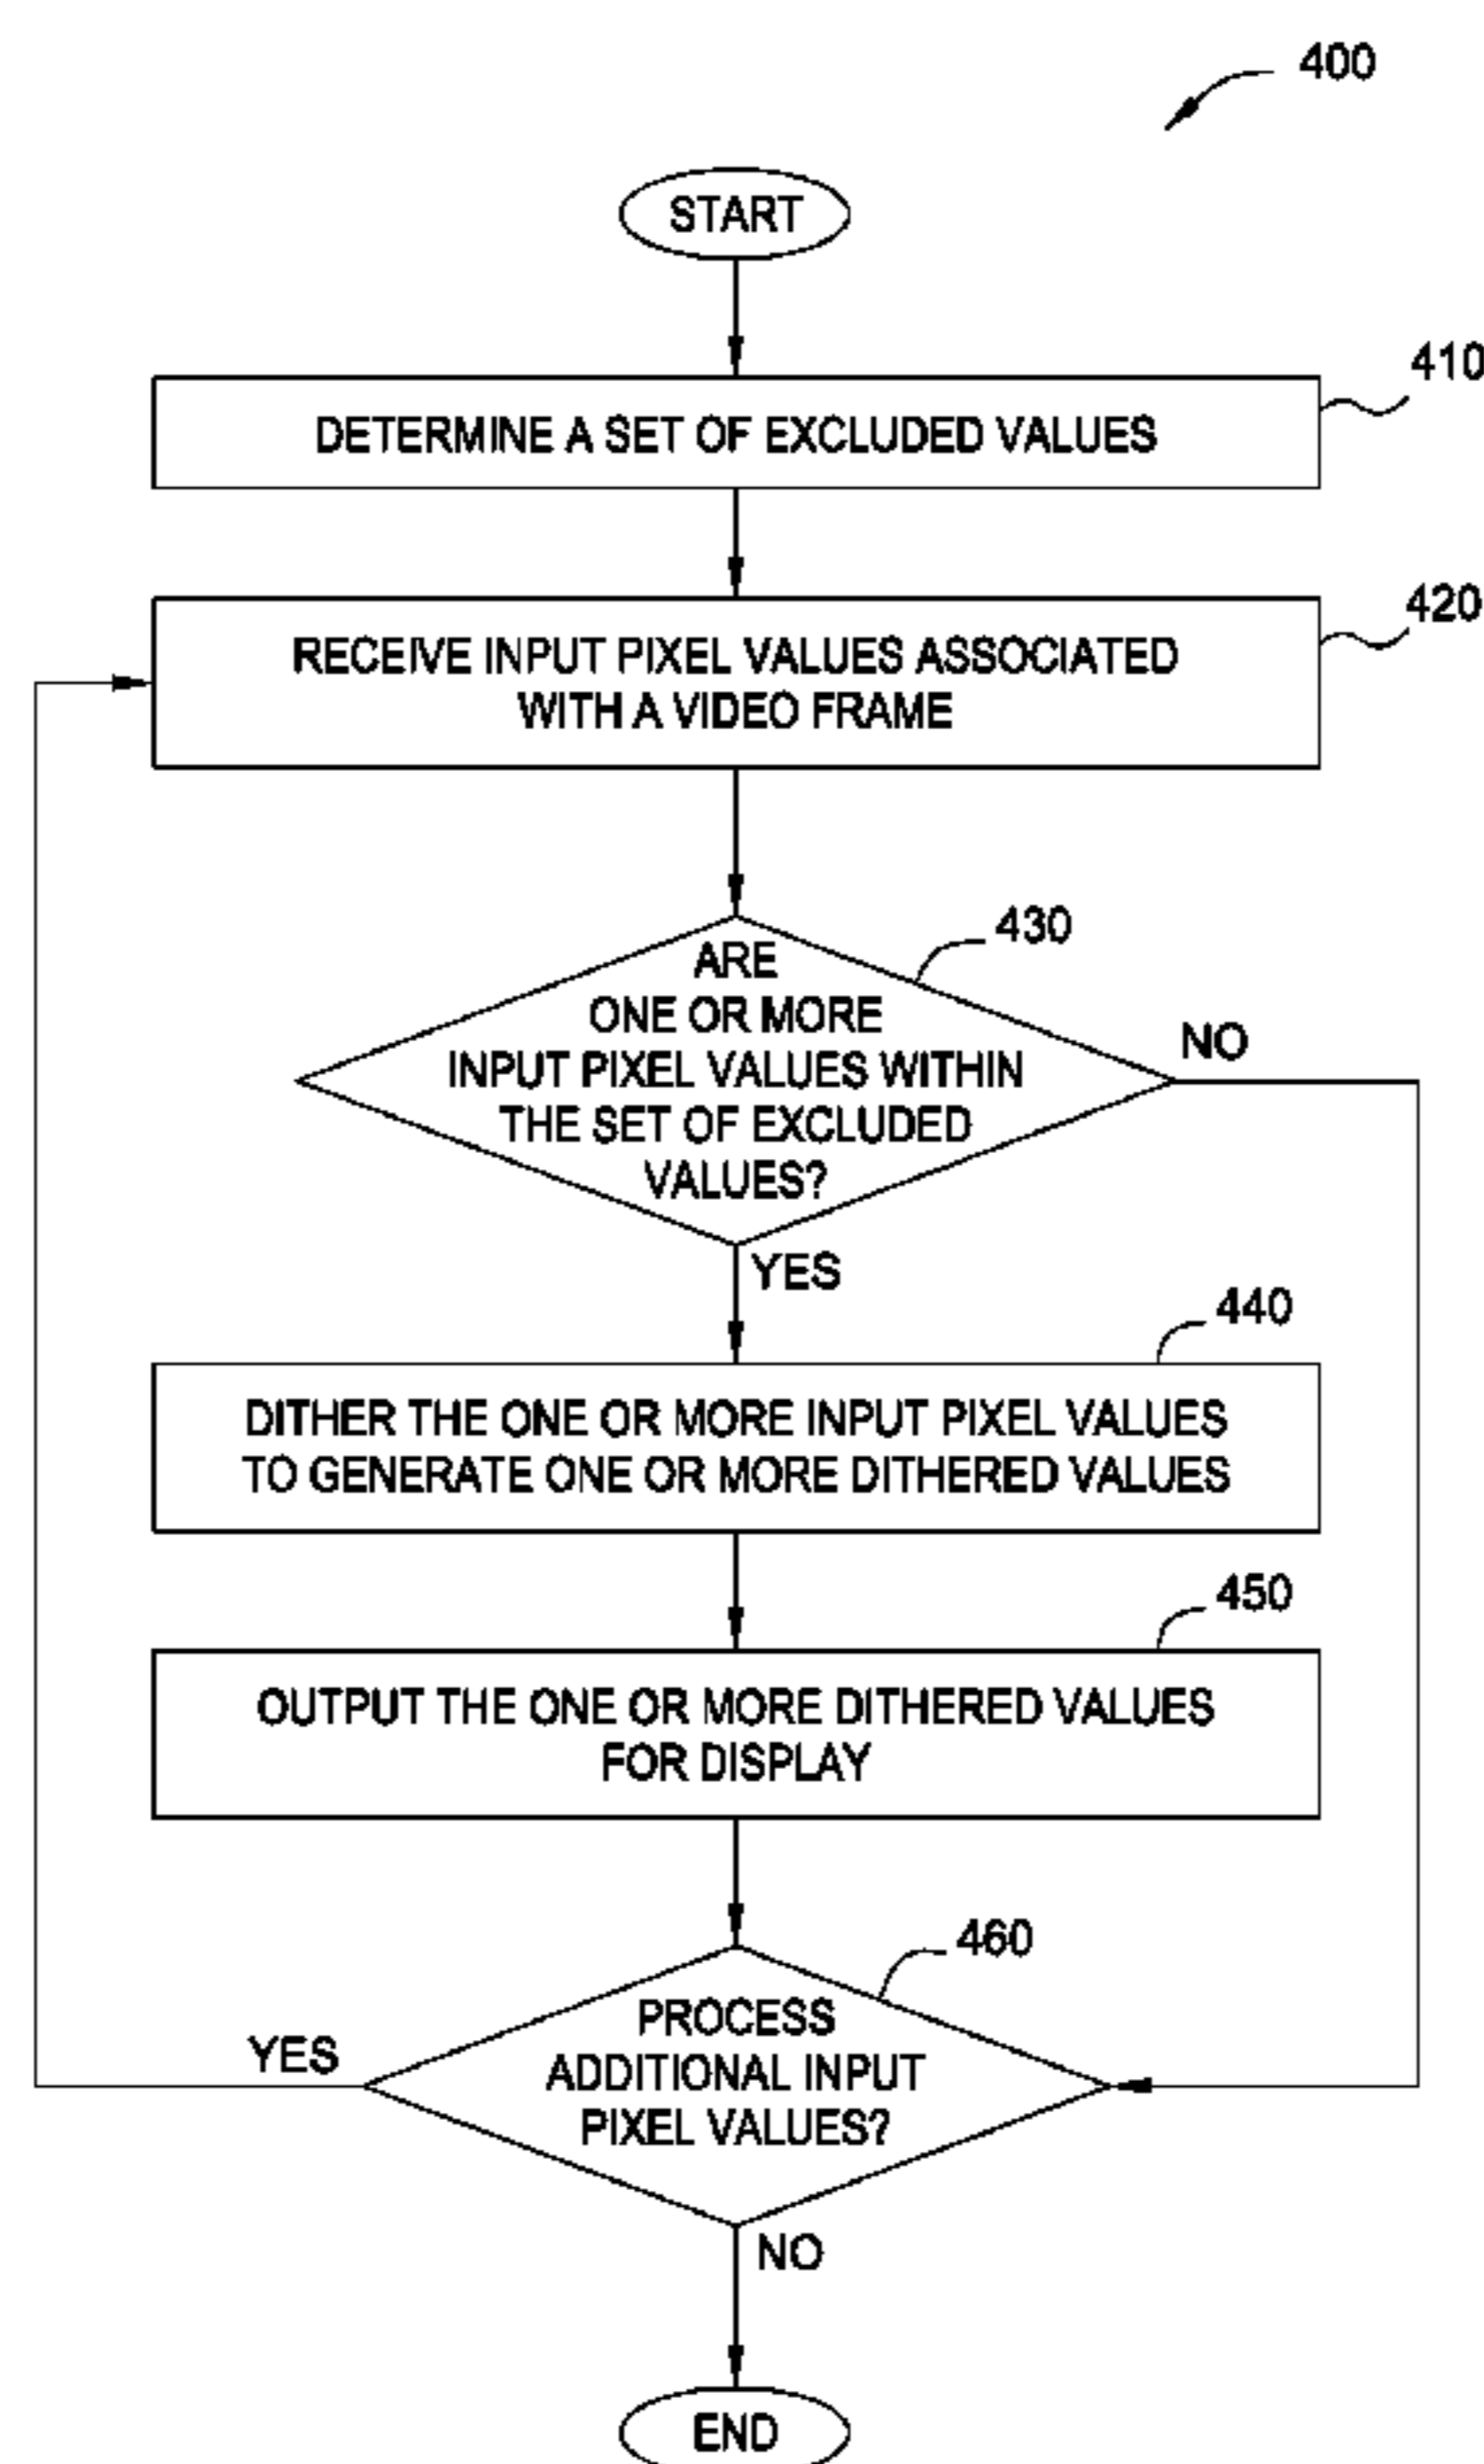 400
START
410
DETERMINE A SET OF EXCLUDED VALUES
420
RECEIVE INPUT PIXEL VALUES ASSOCIATED
WITH A VIDEO FRAME
430
ARE
ONE OR MORE
INPUT PIXEL VALUES WITHIN
THE SET OF EXCLUDED
VALUES?
NO
YES
440
DITHER THE ONE OR MORE INPUT PIXEL VALUES
TO GENERATE ONE OR MORE DITHERED VALUES
450
OUTPUT THE ONE OR MORE DITHERED VALUES
FOR DISPLAY
460
PROCESS
ADDITIONAL INPUT
PIXEL VALUES?
YES
NO
END